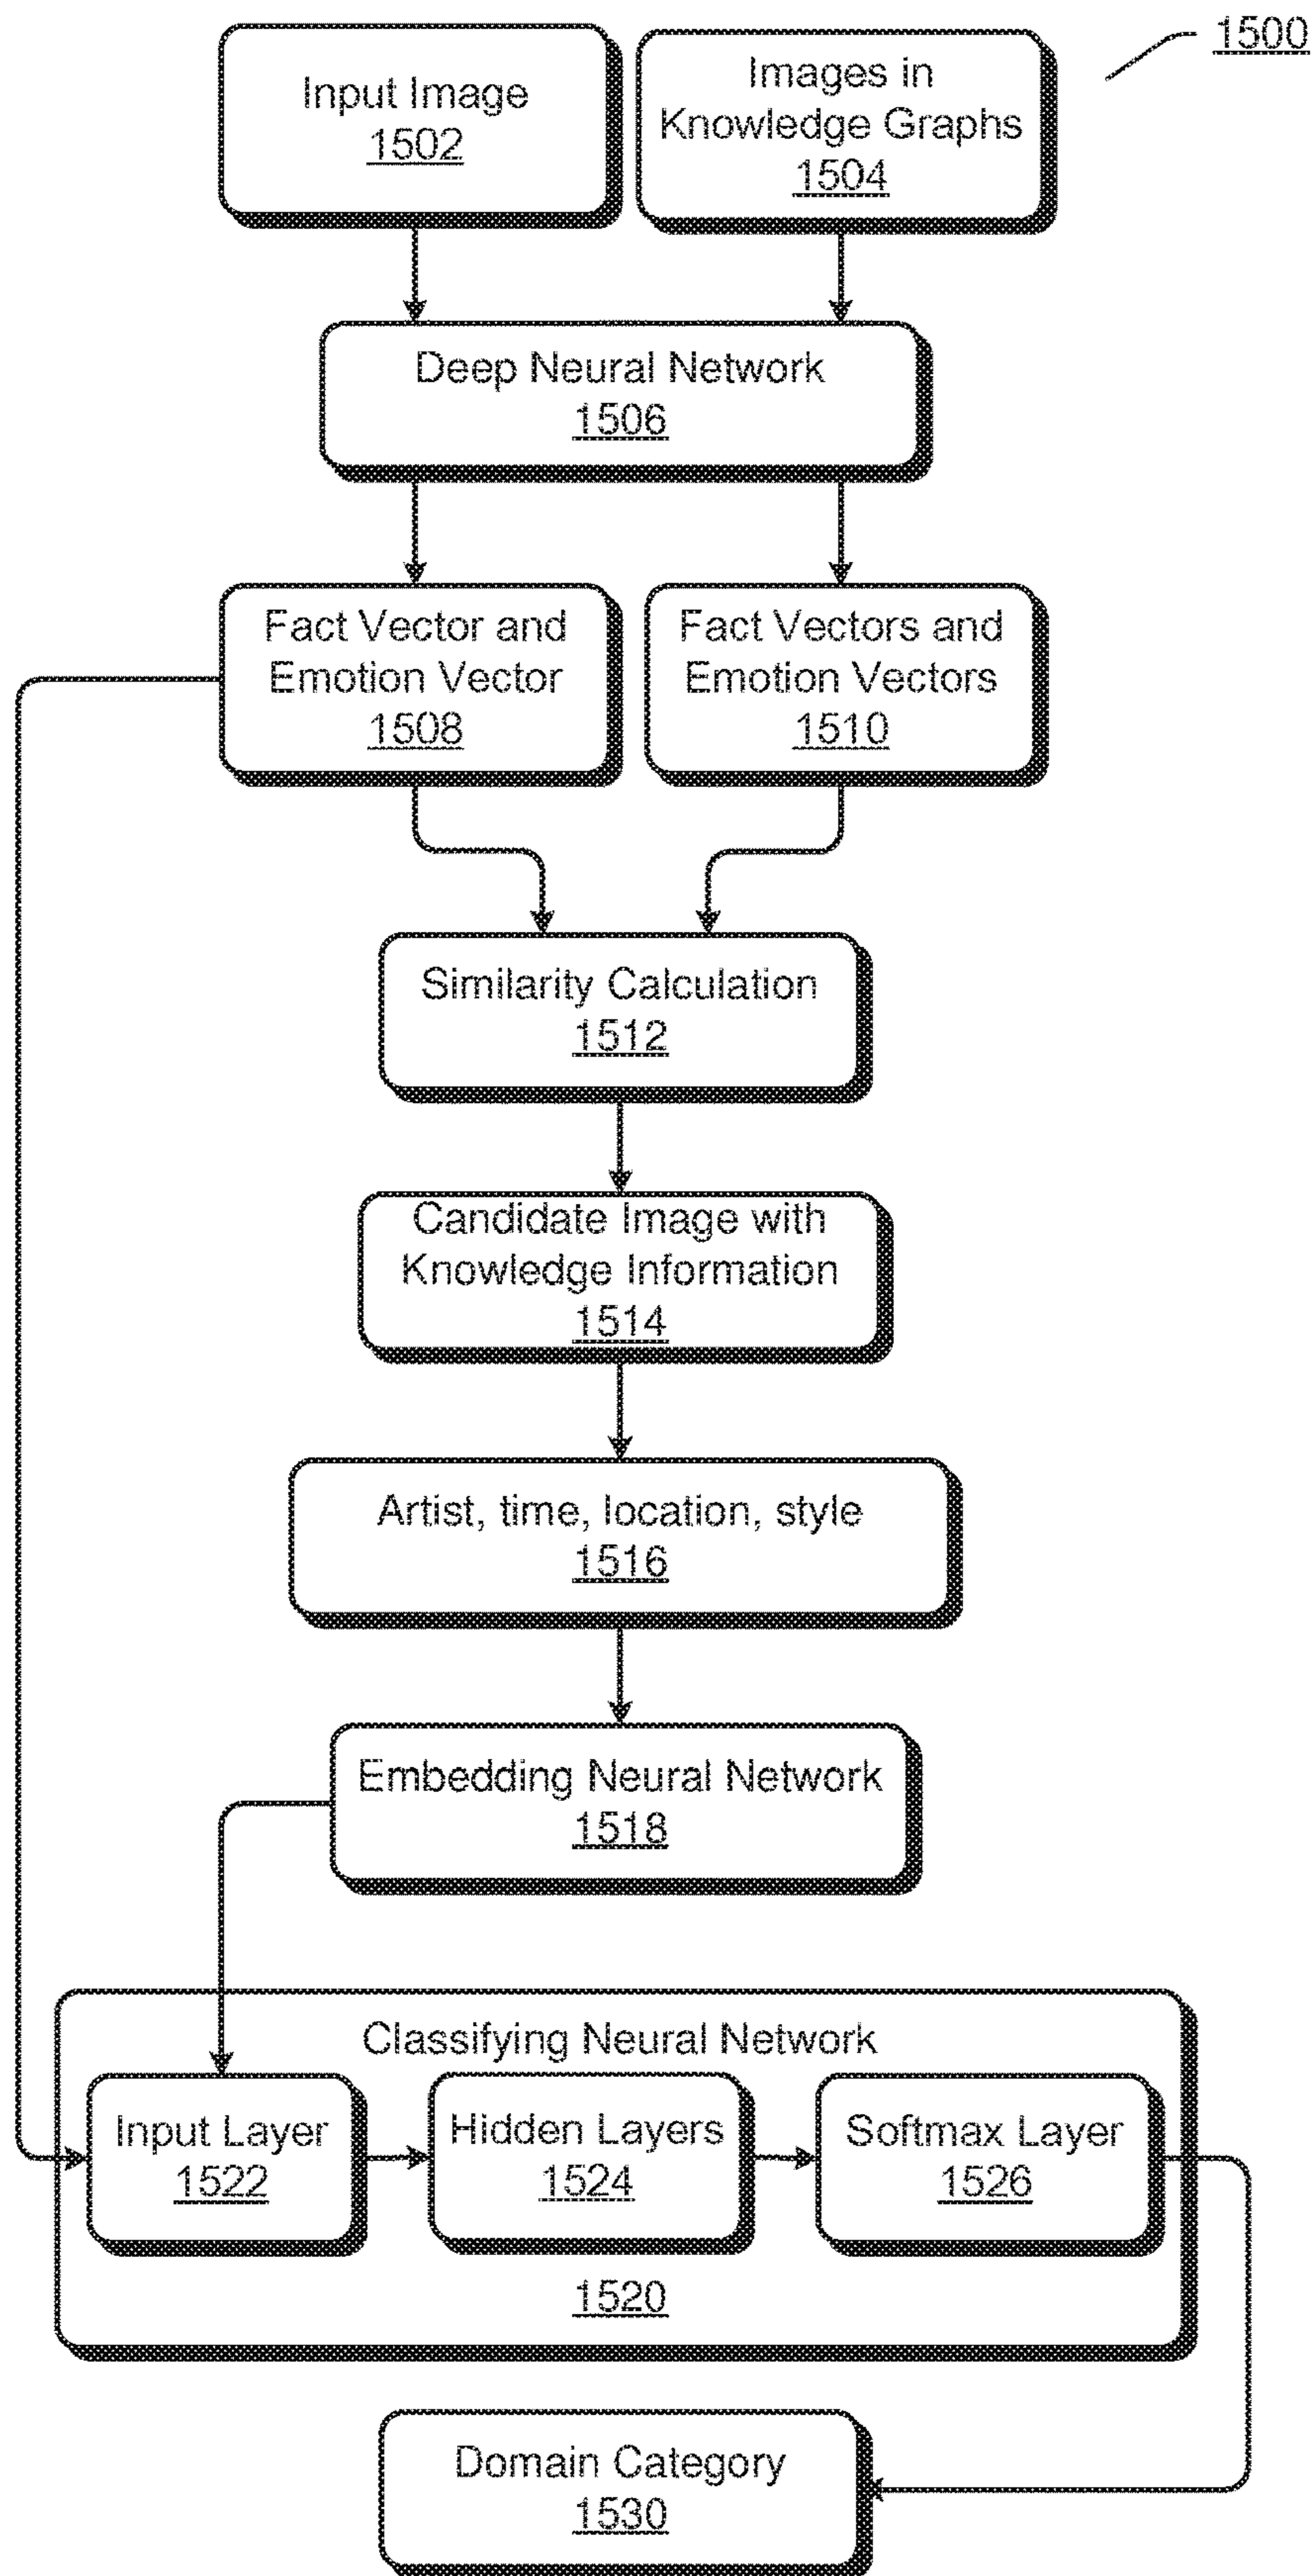 1500
Input Image
1502
Images in
Knowledge Graphs
1504
Deep Neural Network
1506
Fact Vector and
Emotion Vector
1508
Fact Vectors and
Emotion Vectors
1510
Similarity Calculation
1512
Candidate Image with
Knowledge Information
1514
Artist, time, location, style
1516
Embedding Neural Network
1518
Classifying Neural Network
Input Layer
1522
Hidden Layers
1524
Softmax Layer
1526
1520
Domain Category
1530